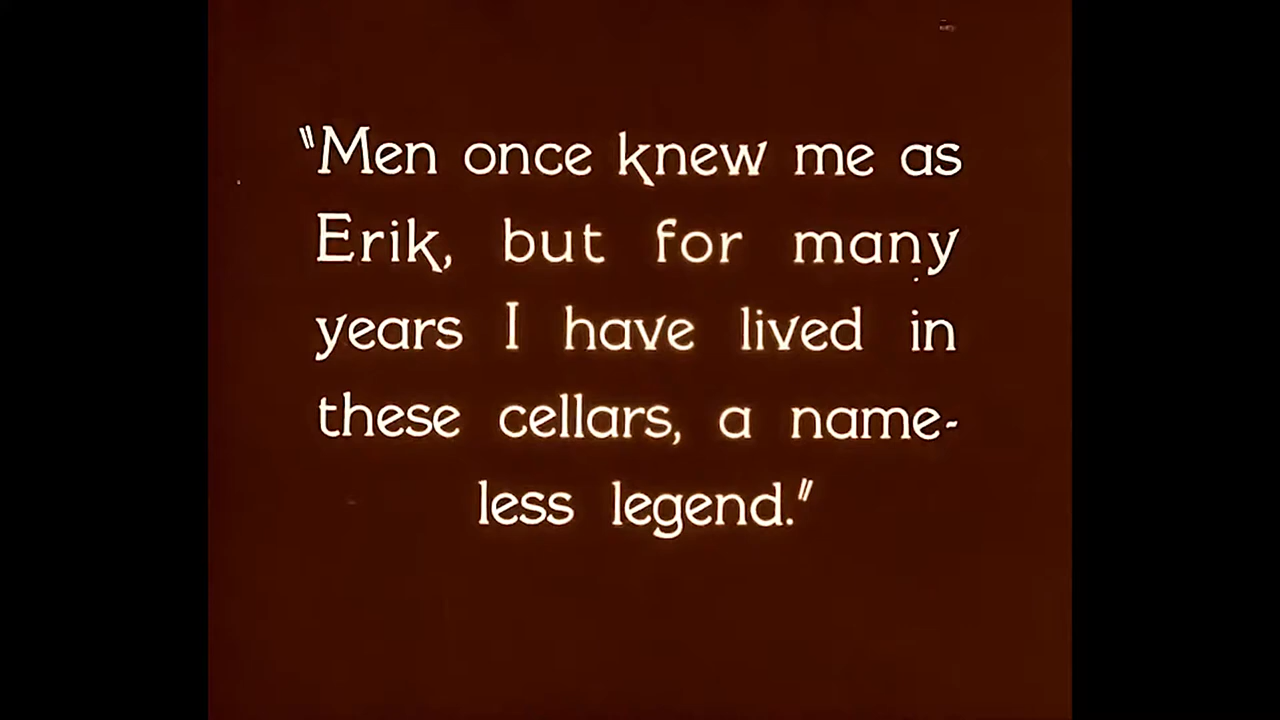 "Men once knew me as
Erik, but for many
years I have lived in
these cellars, a name-
less legend."